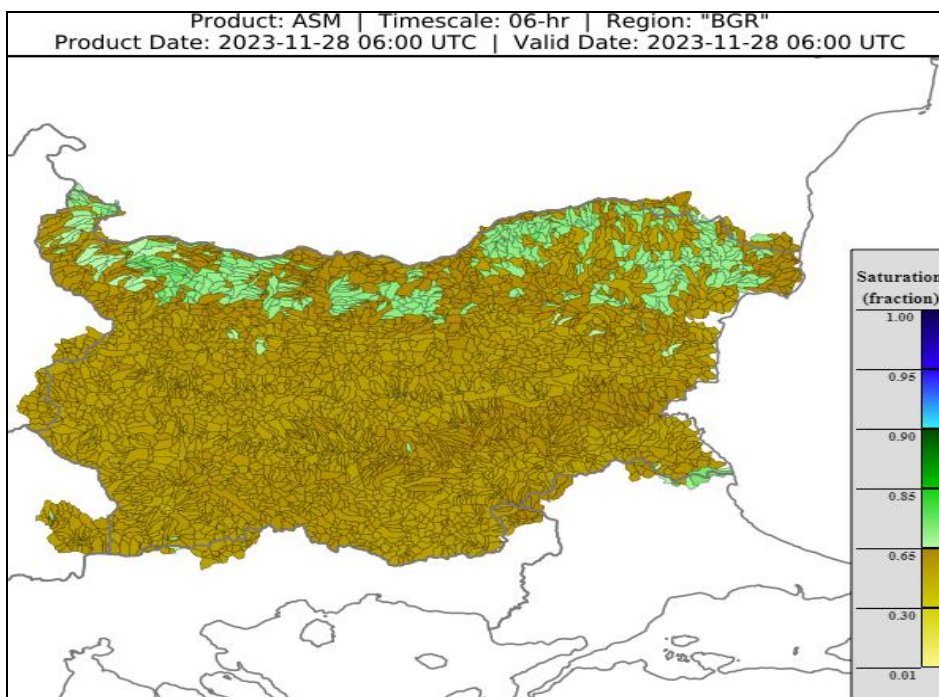 Product: ASM | Timescale: 06-hr | Region: "BGR"
Product Date: 2023-11-28 06:00 UTC | Valid Date: 2023-11-28 06:00 UTC
Saturation
(fraction)
1.00
0.95
0.90
0.85
0.65
0.30
0.01